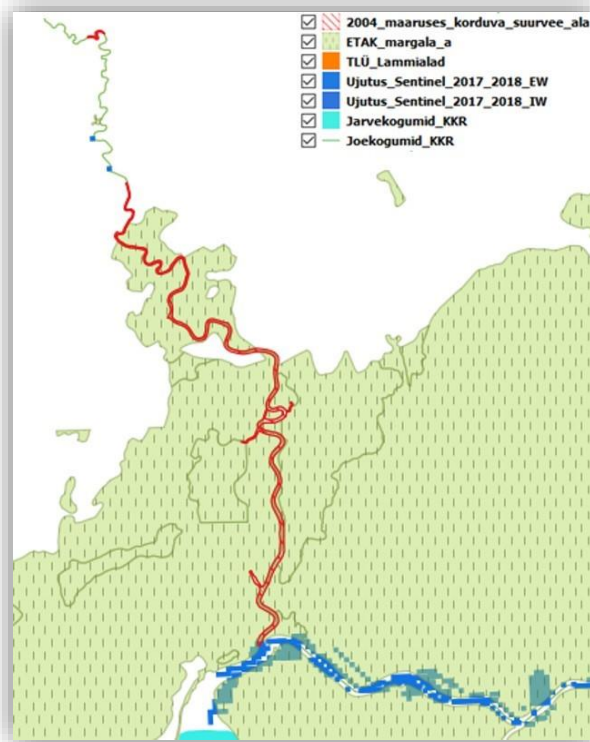 2004_maaruses_korduva_suurvee_ala
ETAK_margala_a
TLÜ_Lammialad
Ujutus_Sentinel_2017_2018_EW
Ujutus_Sentinel_2017_2018_IW
Jarvekogumid_KKR
Joekogumid_KKR